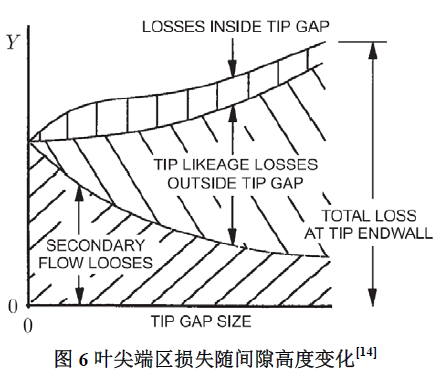 Y
LOSSES INSIDE TIP GAP
TIP LIKEAGE LOSSES
OUTSIDE TIP GAP
TOTAL LOSS
AT TIP ENDWALL
SECONDARY
FLOW LOOSES
0
0
TIP GAP SIZE
图 6 叶尖端区损失随间隙高度变化[14]